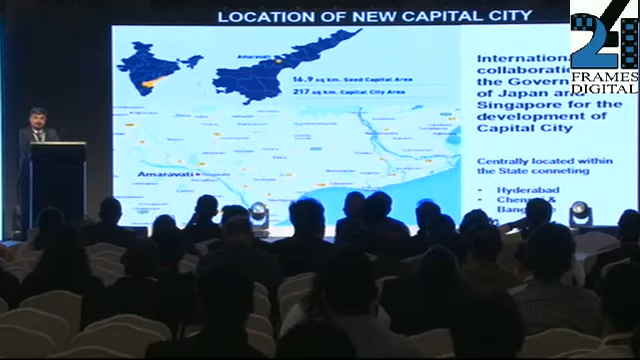 LOCATION OF NEW CAPITAL CITY
24
FRAMES
DIGITAL
Amaravati
16.9 sq km. Seed Capital Area
217 sq km. Capital City Area
Amaravati
International
collaboration
the Govern
of Japan an
Singapore for the
development of
Capital City
Centrally located within
the State conneting
• Hyderabad
• Chennai &